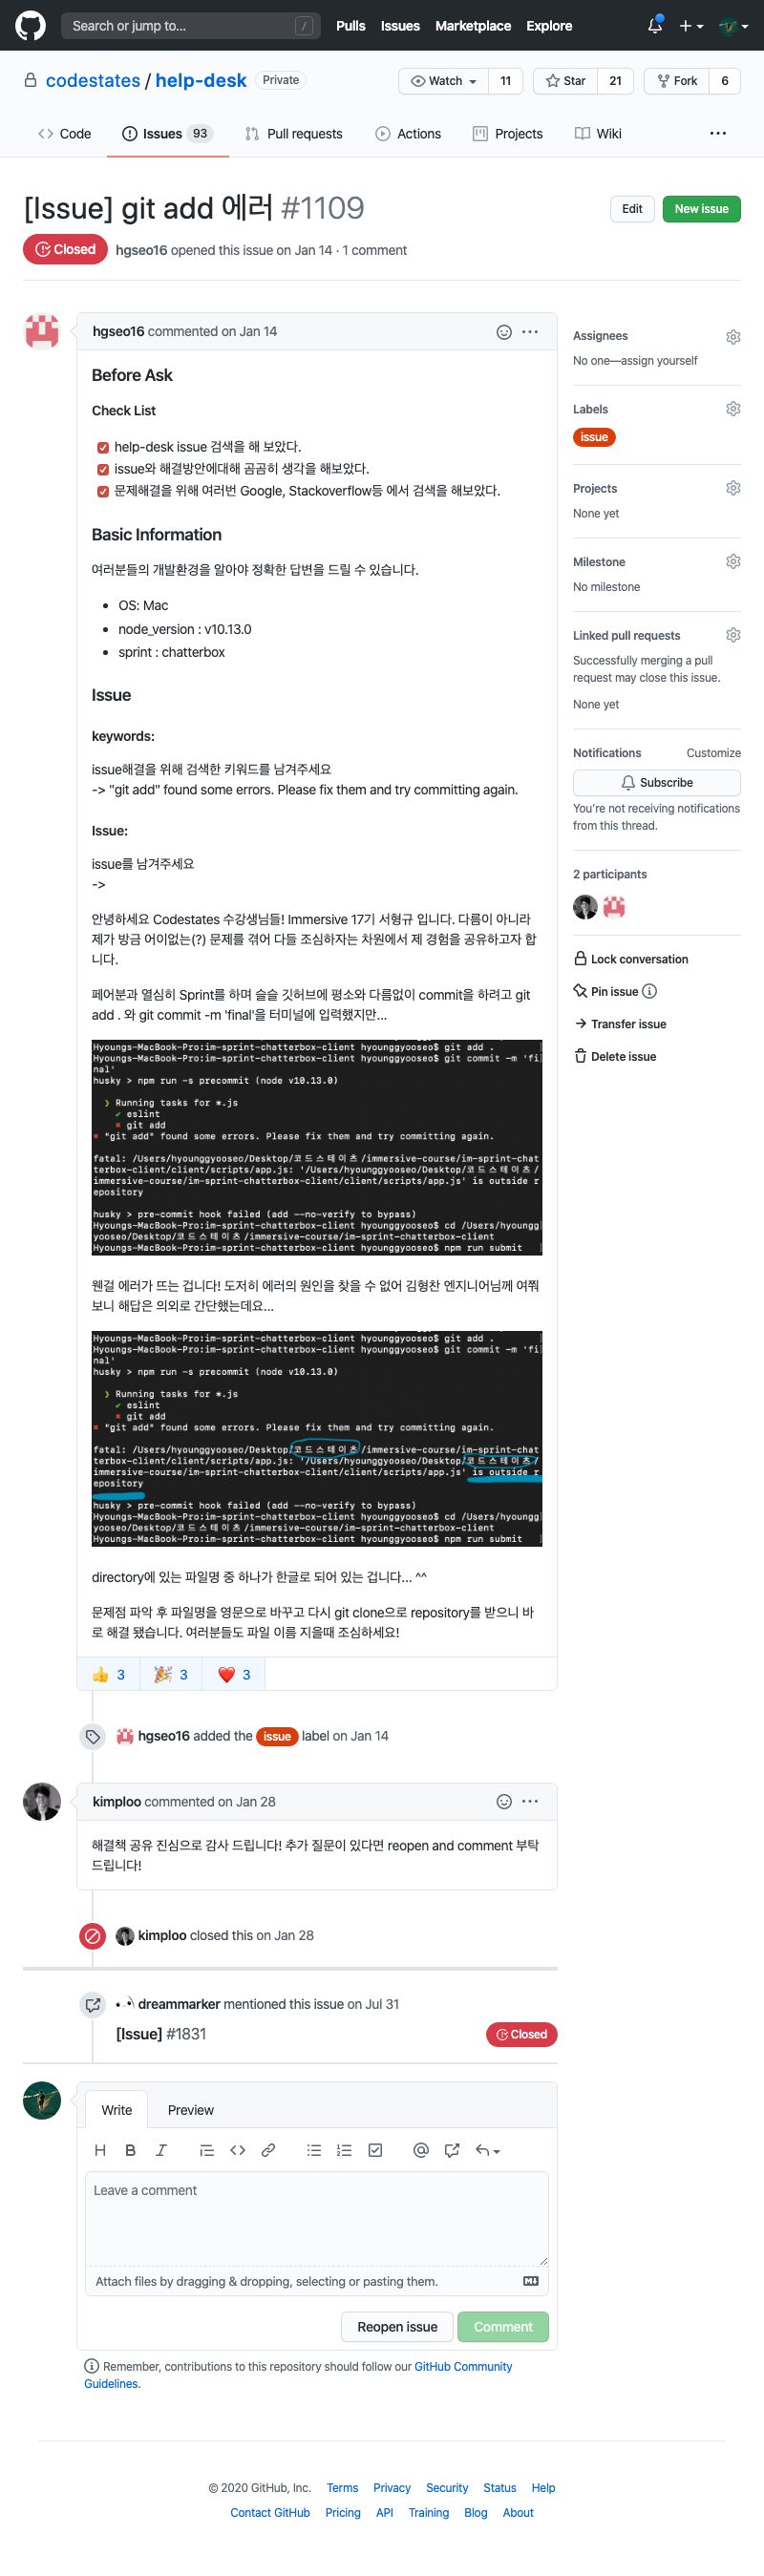 Search or jump to... /
Pulls Issues Marketplace Explore
codestates / help-desk Private
Watch 11 Star 21 Fork 6
Code Issues 93 Pull requests Actions Projects Wiki
[Issue] git add 에러 #1109
Edit New issue
Closed hgseo16 opened this issue on Jan 14 · 1 comment
hgseo16 commented on Jan 14
Before Ask
Check List
help-desk issue 검색을 해 보았다.
issue와 해결방안에대해 곰곰히 생각을 해보았다.
문제해결을 위해 여러번 Google, Stackoverflow등 에서 검색을 해보았다.
Basic Information
여러분들의 개발환경을 알아야 정확한 답변을 드릴 수 있습니다.
OS: Mac
node_version : v10.13.0
sprint : chatterbox
Issue
keywords:
issue해결을 위해 검색한 키워드를 남겨주세요
-> "git add" found some errors. Please fix them and try committing again.
Issue:
issue를 남겨주세요
->
안녕하세요 Codestates 수강생님들! Immersive 17기 서형규 입니다. 다름이 아니라
제가 방금 어이없는(?) 문제를 겪어 다들 조심하자는 차원에서 제 경험을 공유하고자 합
니다.
페어분과 열심히 Sprint를 하며 슬슬 깃허브에 평소와 다름없이 commit을 하려고 git
add . 와 git commit -m 'final'을 터미널에 입력했지만...
Hyoungs-MacBook-Pro:im-sprint-chatterbox-client hyounggyooseo$ git add .
Hyoungs-MacBook-Pro:im-sprint-chatterbox-client hyounggyooseo$ git commit -m 'fi
nal'
husky > npm run -s precommit (node v10.13.0)
❯ Running tasks for *.js
✔ eslint
✖ git add
✖ "git add" found some errors. Please fix them and try committing again.
fatal: /Users/hyounggyooseo/Desktop/코드스테이츠/immersive-course/im-sprint-chat
terbox-client/client/scripts/app.js: '/Users/hyounggyooseo/Desktop/코드스테이츠/
immersive-course/im-sprint-chatterbox-client/client/scripts/app.js' is outside r
epository
husky > pre-commit hook failed (add --no-verify to bypass)
Hyoungs-MacBook-Pro:im-sprint-chatterbox-client hyounggyooseo$ cd /Users/hyoungg
yooseo/Desktop/코드스테이츠/immersive-course/im-sprint-chatterbox-client
Hyoungs-MacBook-Pro:im-sprint-chatterbox-client hyounggyooseo$ npm run submit
웬걸 에러가 뜨는 겁니다! 도저히 에러의 원인을 찾을 수 없어 김형찬 엔지니어님께 여쭤
보니 해답은 의외로 간단했는데요...
Hyoungs-MacBook-Pro:im-sprint-chatterbox-client hyounggyooseo$ git add .
Hyoungs-MacBook-Pro:im-sprint-chatterbox-client hyounggyooseo$ git commit -m 'fi
nal'
husky > npm run -s precommit (node v10.13.0)
❯ Running tasks for *.js
✔ eslint
✖ git add
✖ "git add" found some errors. Please fix them and try committing again.
fatal: /Users/hyounggyooseo/Desktop/코드스테이츠/immersive-course/im-sprint-chat
terbox-client/client/scripts/app.js: '/Users/hyounggyooseo/Desktop/코드스테이츠/
immersive-course/im-sprint-chatterbox-client/client/scripts/app.js' is outside r
epository
husky > pre-commit hook failed (add --no-verify to bypass)
Hyoungs-MacBook-Pro:im-sprint-chatterbox-client hyounggyooseo$ cd /Users/hyoungg
yooseo/Desktop/코드스테이츠/immersive-course/im-sprint-chatterbox-client
Hyoungs-MacBook-Pro:im-sprint-chatterbox-client hyounggyooseo$ npm run submit
directory에 있는 파일명 중 하나가 한글로 되어 있는 겁니다... ^^
문제점 파악 후 파일명을 영문으로 바꾸고 다시 git clone으로 repository를 받으니 바
로 해결 됐습니다. 여러분들도 파일 이름 지을때 조심하세요!
👍 3 🎉 3 ❤️ 3
hgseo16 added the issue label on Jan 14
kimploo commented on Jan 28
해결책 공유 진심으로 감사 드립니다! 추가 질문이 있다면 reopen and comment 부탁
드립니다!
kimploo closed this on Jan 28
dreammarker mentioned this issue on Jul 31
[Issue] #1831 Closed
Write Preview
Leave a comment
Attach files by dragging & dropping, selecting or pasting them.
Reopen issue Comment
Remember, contributions to this repository should follow our GitHub Community
Guidelines.
Assignees
No one—assign yourself
Labels
issue
Projects
None yet
Milestone
No milestone
Linked pull requests
Successfully merging a pull
request may close this issue.
None yet
Notifications Customize
Subscribe
You're not receiving notifications
from this thread.
2 participants
Lock conversation
Pin issue
Transfer issue
Delete issue
© 2020 GitHub, Inc. Terms Privacy Security Status Help
Contact GitHub Pricing API Training Blog About